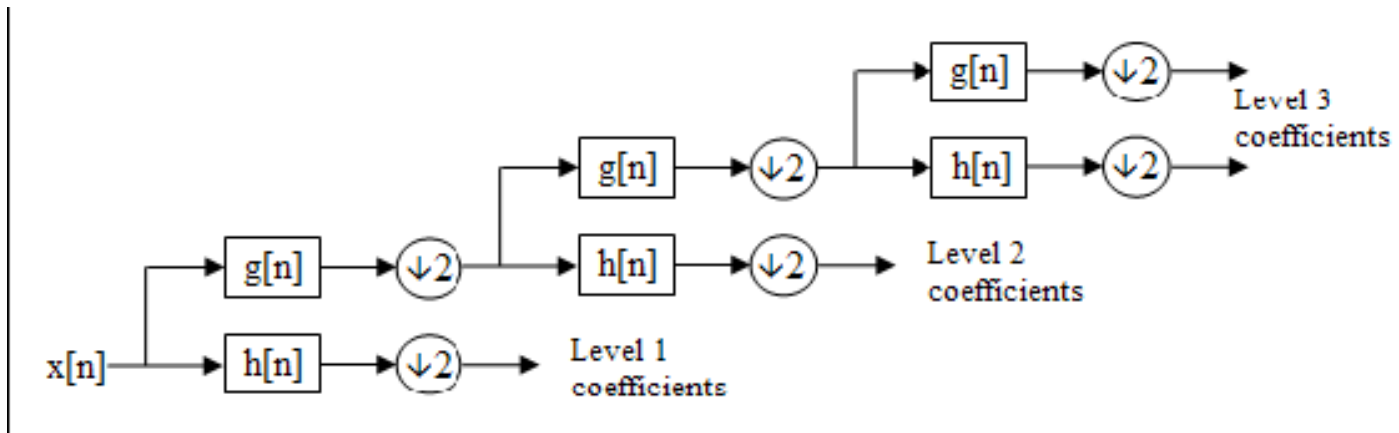 g[n]
↓2
Level 3
coefficients
g[n]
↓2
h[n]
↓2
g[n]
↓2
h[n]
↓2
Level 2
coefficients
x[n]
h[n]
↓2
Level 1
coefficients